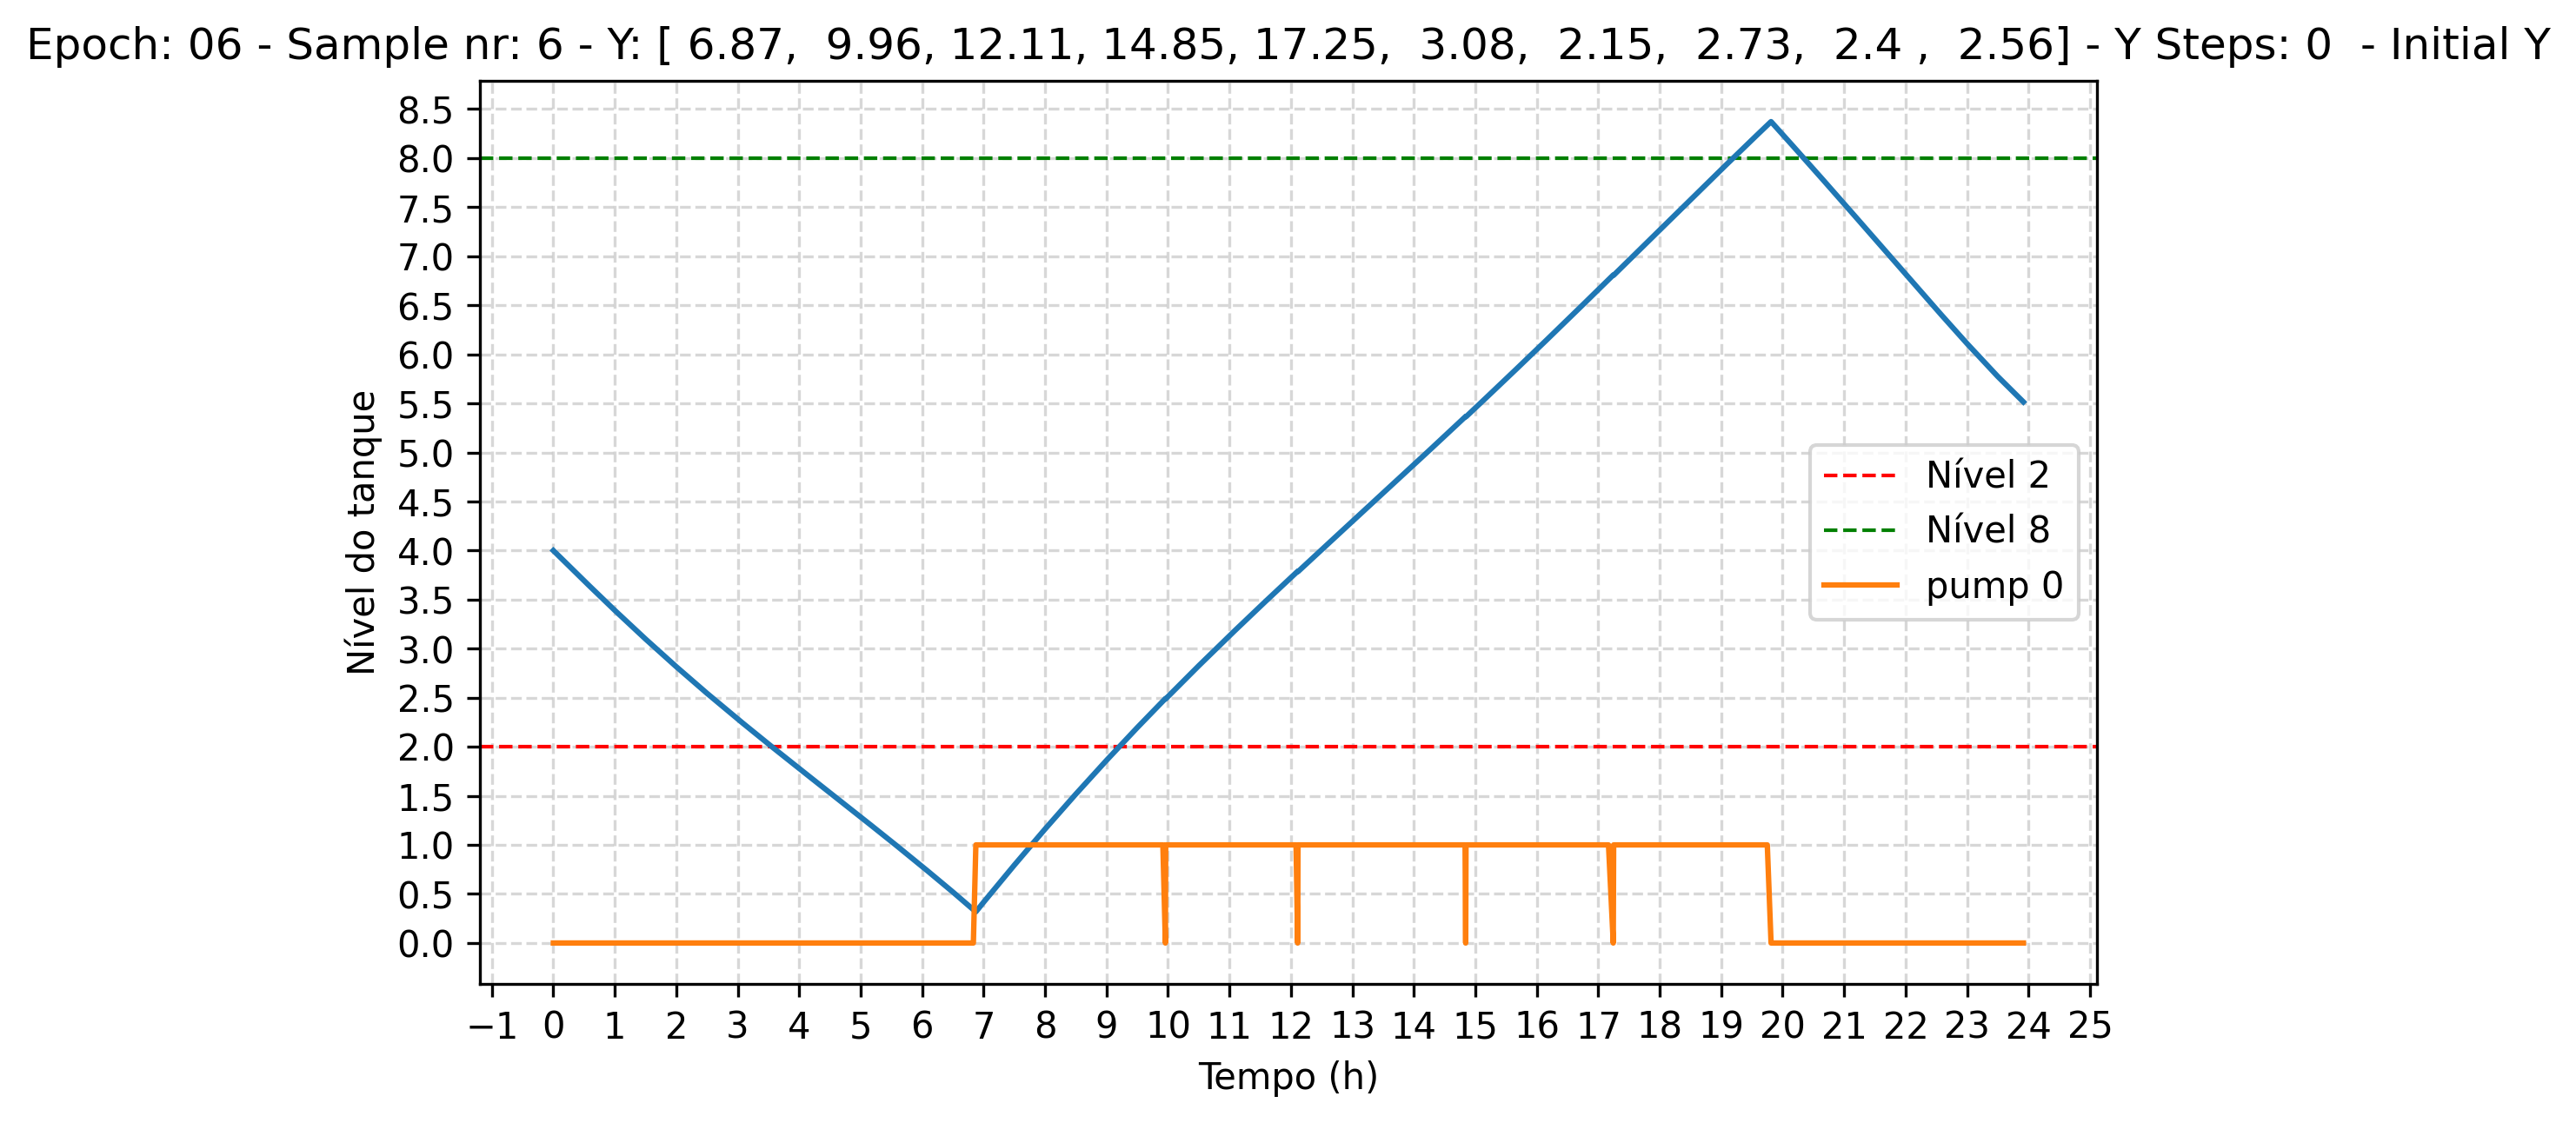 Epoch: 06 - Sample nr: 6 - Y: [ 6.87,  9.96, 12.11, 14.85, 17.25,  3.08,  2.15,  2.73,  2.4 ,  2.56] - Y Steps: 0  - Initial Y
8.5
8.0
7.5
7.0
6.5
6.0
5.5
5.0
4.5
4.0
3.5
3.0
2.5
2.0
1.5
1.0
0.5
0.0
Nível do tanque
Nível 2
Nível 8
pump 0
−1 0 1 2 3 4 5 6 7 8 9 10 11 12 13 14 15 16 17 18 19 20 21 22 23 24 25
Tempo (h)